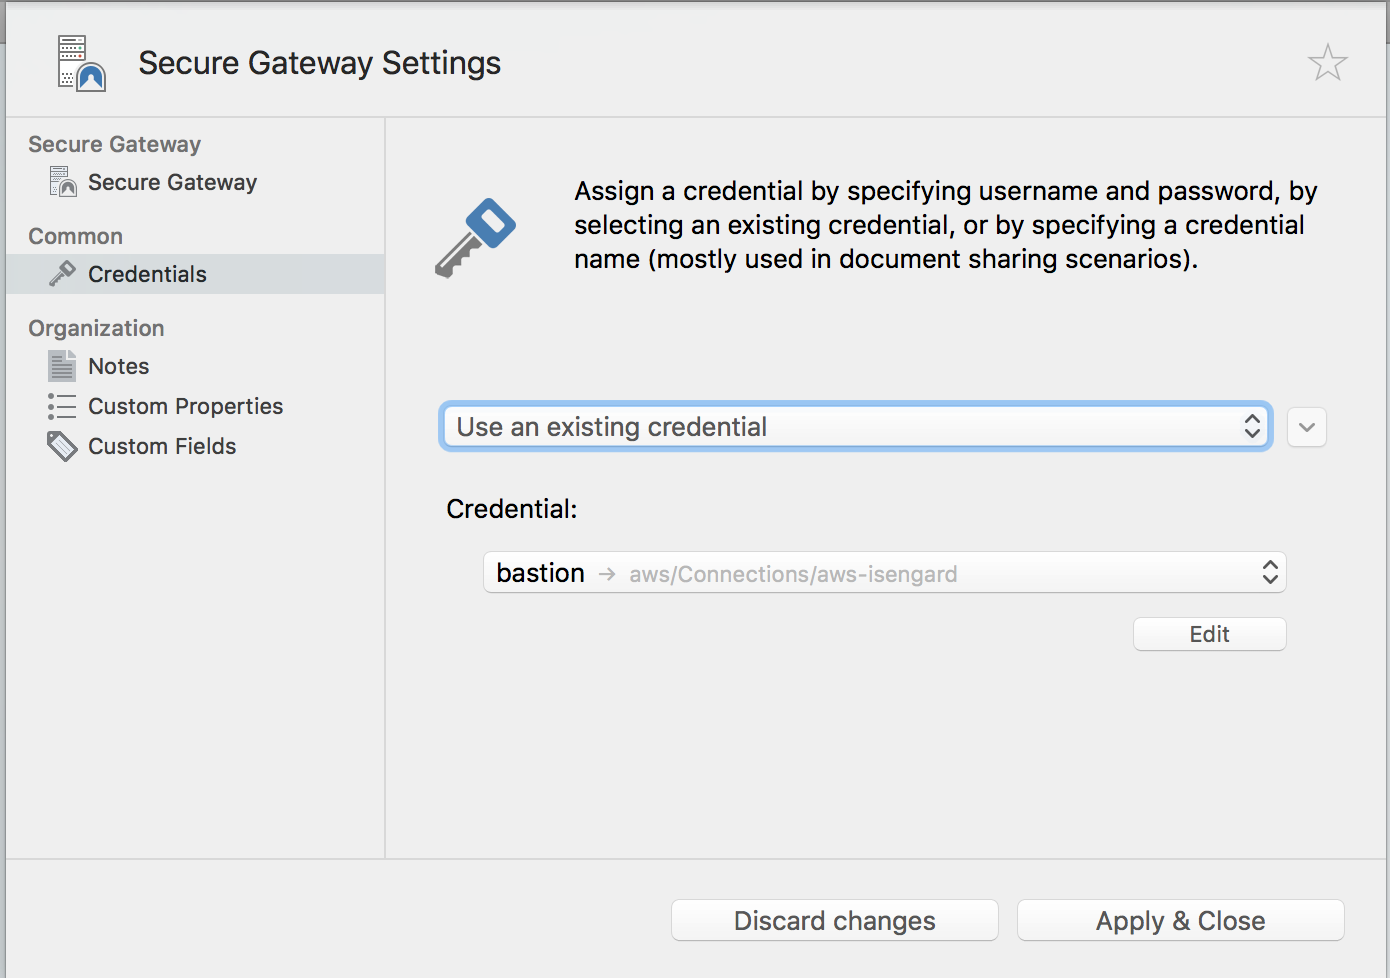 Secure Gateway Settings
Secure Gateway
Secure Gateway
Common
Credentials
Organization
Notes
Custom Properties
Custom Fields
Assign a credential by specifying username and password, by
selecting an existing credential, or by specifying a credential
name (mostly used in document sharing scenarios).
Use an existing credential
Credential:
bastion → aws/Connections/aws-isengard
Edit
Discard changes
Apply & Close